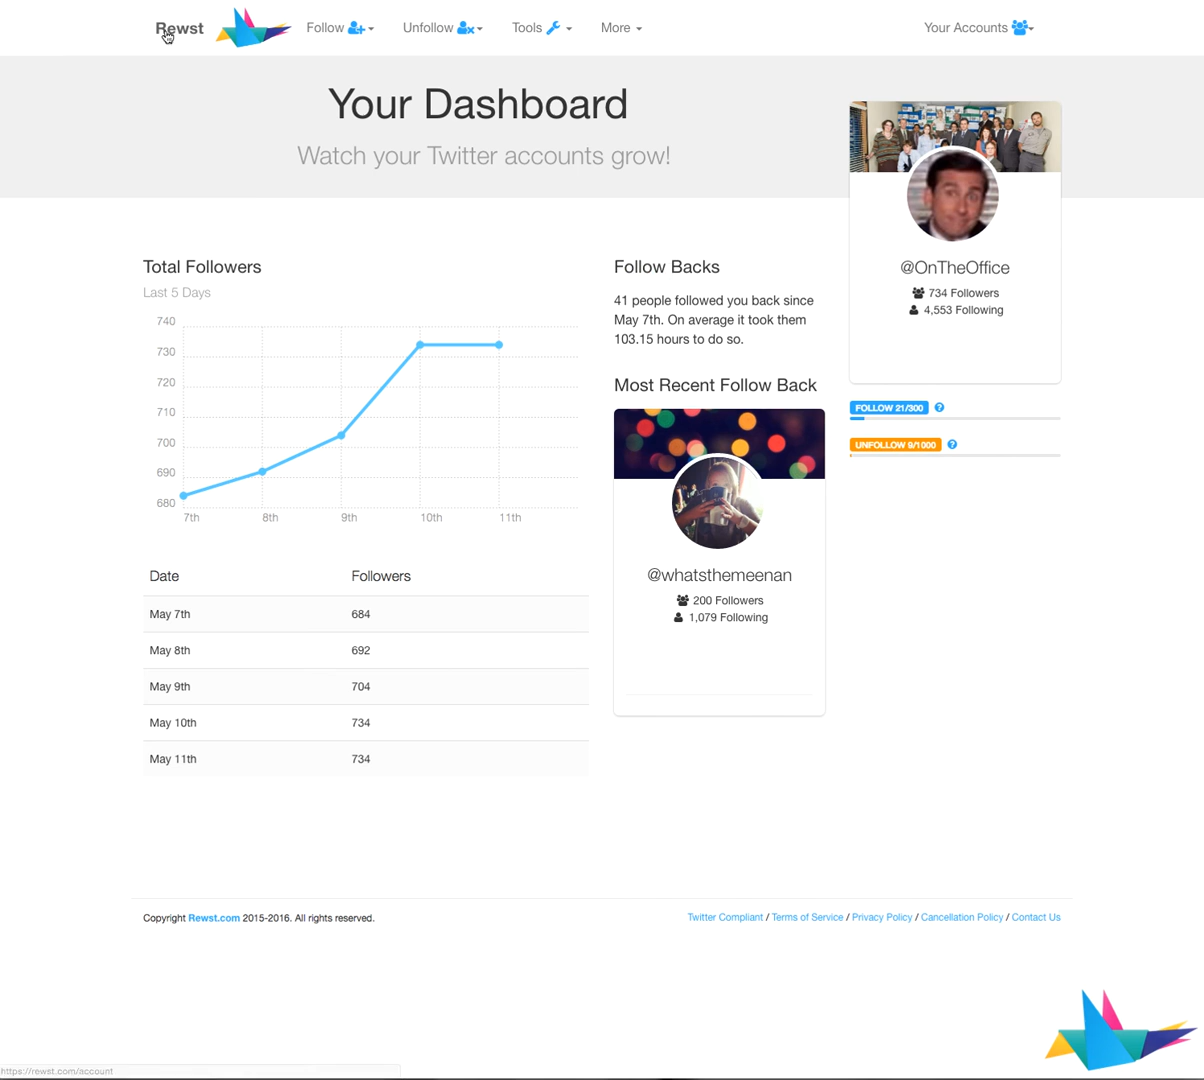 Rewst
Follow
Unfollow
Tools
More
Your Accounts
Your Dashboard
Watch your Twitter accounts grow!
@OnTheOffice
734 Followers
4,553 Following
FOLLOW 21/300
?
UNFOLLOW 9/1000
?
Total Followers
Last 5 Days
740
730
720
710
700
690
680
7th
8th
9th
10th
11th
Date Followers
May 7th 684
May 8th 692
May 9th 704
May 10th 734
May 11th 734
Follow Backs
41 people followed you back since
May 7th. On average it took them
103.15 hours to do so.
Most Recent Follow Back
@whatsthemeenan
200 Followers
1,079 Following
Copyright Rewst.com 2015-2016. All rights reserved.
Twitter Compliant / Terms of Service / Privacy Policy / Cancellation Policy / Contact Us
https://rewst.com/account